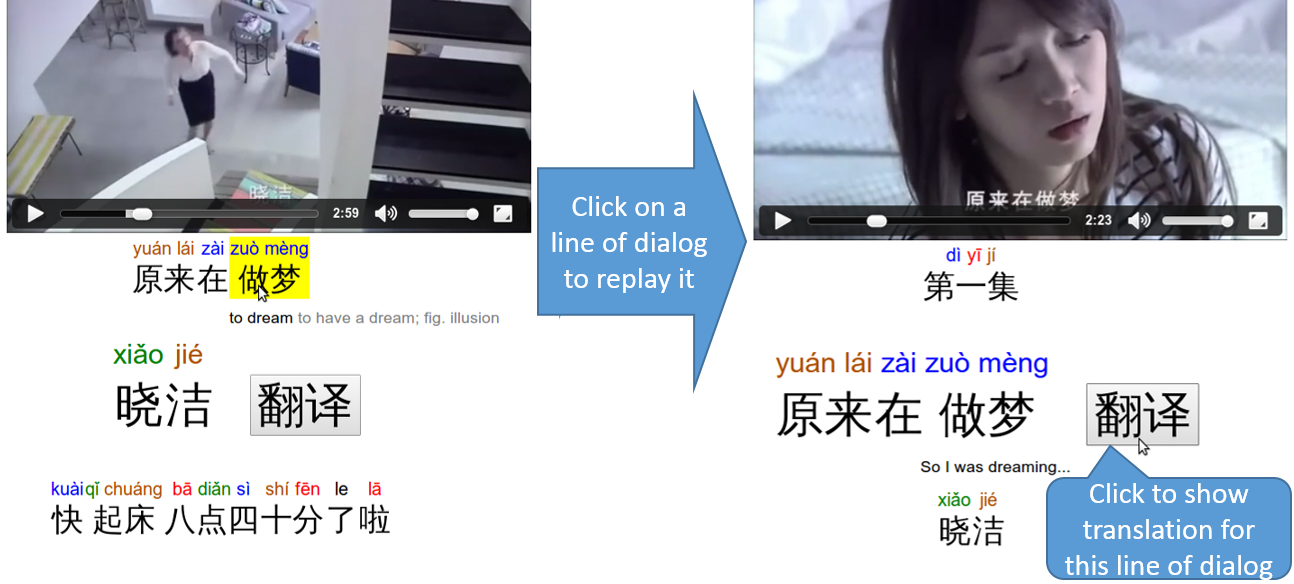 晓洁
2:59
yuán lái zài zuò mèng
原来在 做梦
to dream to have a dream; fig. illusion
xiǎo jié
晓洁 翻译
kuàiqǐ chuáng bā diǎn sì shí fēn le lā
快 起床 八点四十分了啦
Click on a
line of dialog
to replay it
原来在做梦
2:23
dì yī jí
第一集
yuán lái zài zuò mèng
原来在 做梦 翻译
So I was dreaming...
xiǎo jié
晓洁
Click to show
translation for
this line of dialog